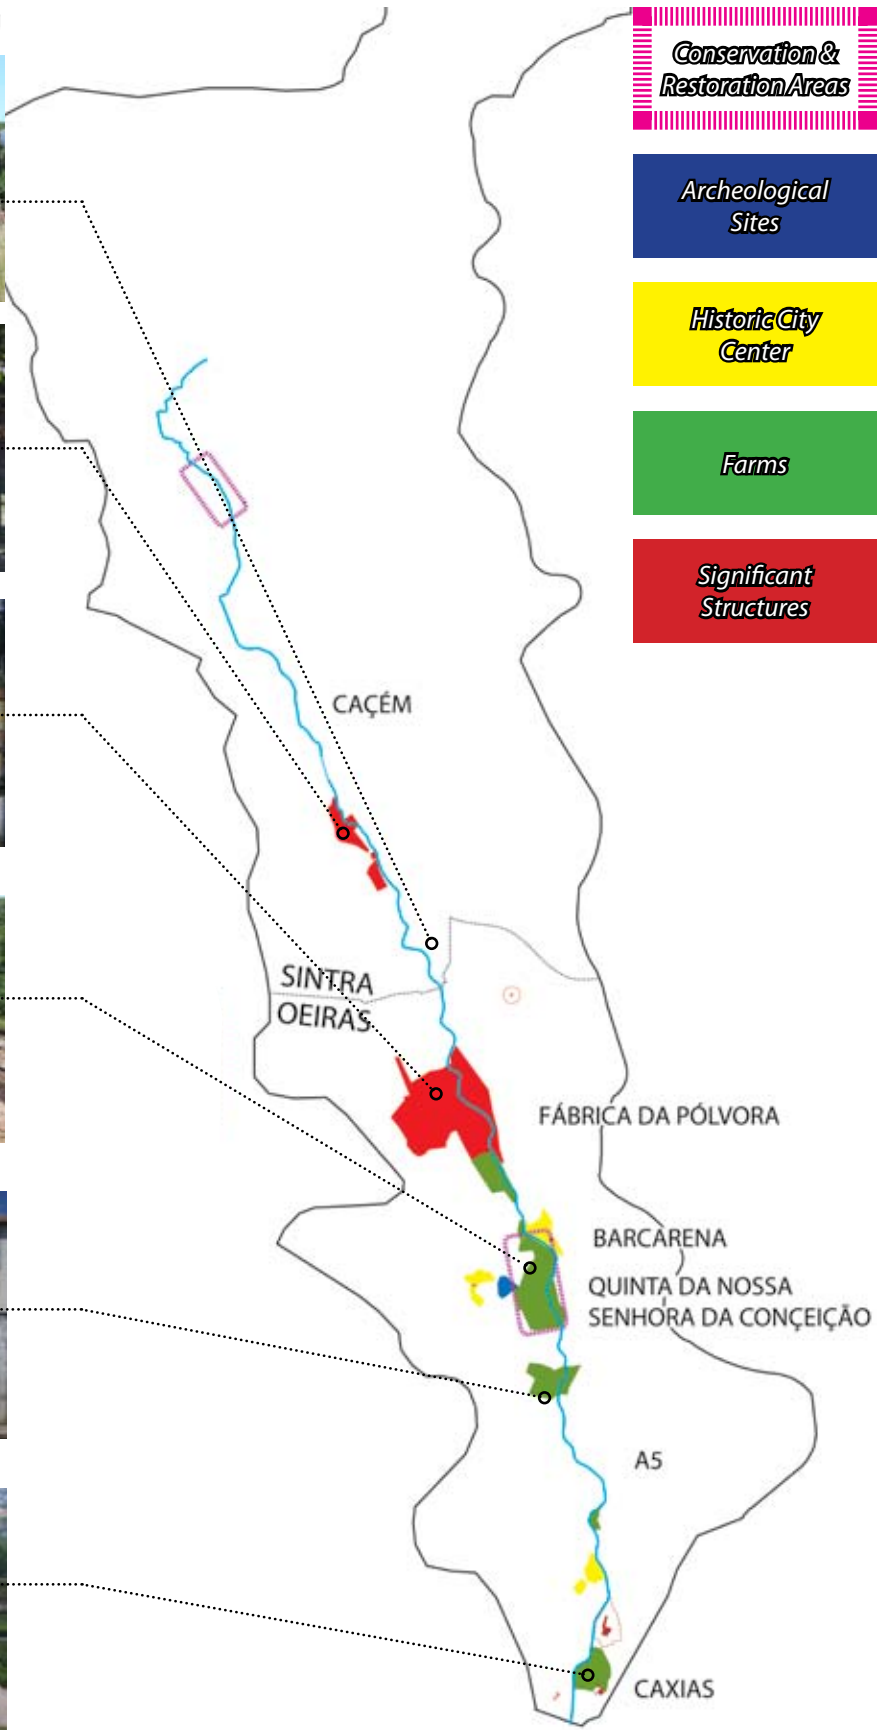 Conservation &
Restoration Areas
Archeological
Sites
Historic City
Center
Farms
Significant
Structures
CAÇÉM
SINTRA
OEIRAS
FÁBRICA DA PÓLVORA
BARCARENA
QUINTA DA NOSSA
SENHORA DA CONÇEIÇÃO
A5
CAXIAS